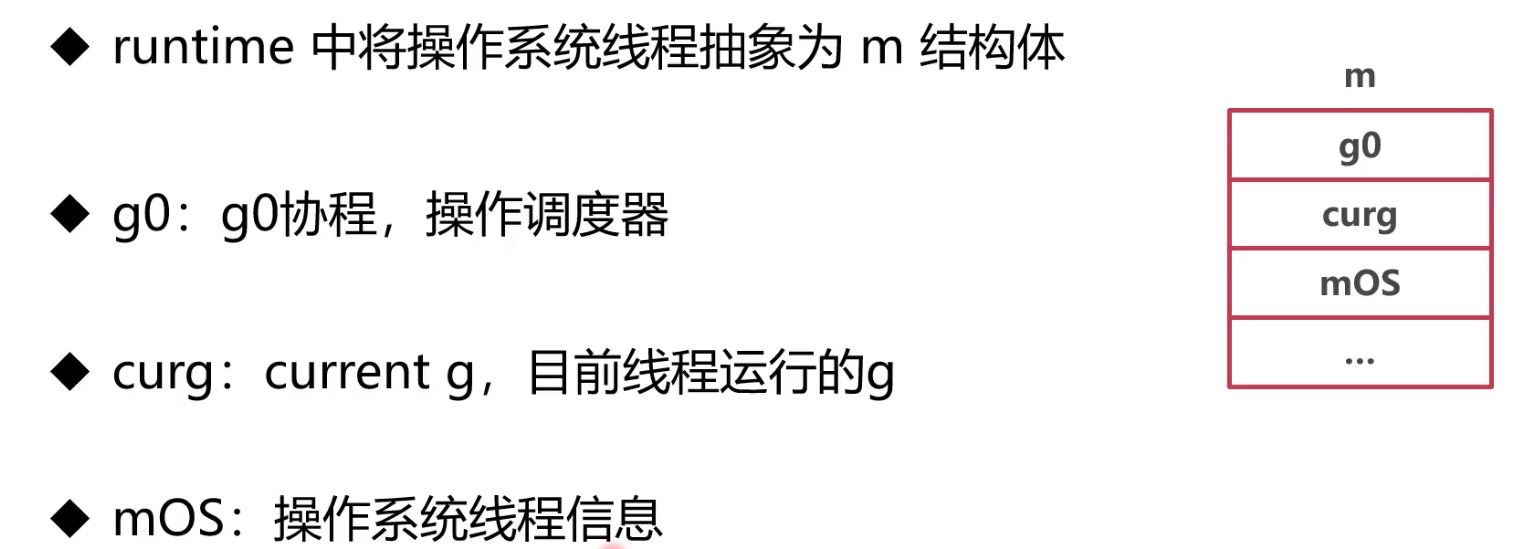 ◆ runtime 中将操作系统线程抽象为 m 结构体
◆ g0：g0协程，操作调度器
◆ curg：current g，目前线程运行的g
◆ mOS：操作系统线程信息
m
g0
curg
mOS
...